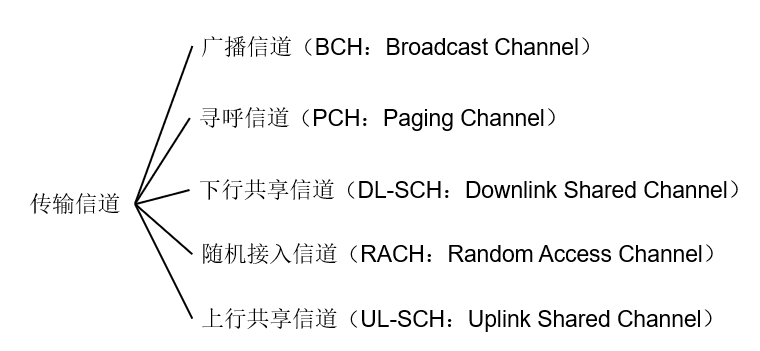 广播信道（BCH：Broadcast Channel）
寻呼信道（PCH：Paging Channel）
传输信道
下行共享信道（DL-SCH：Downlink Shared Channel）
随机接入信道（RACH：Random Access Channel）
上行共享信道（UL-SCH：Uplink Shared Channel）